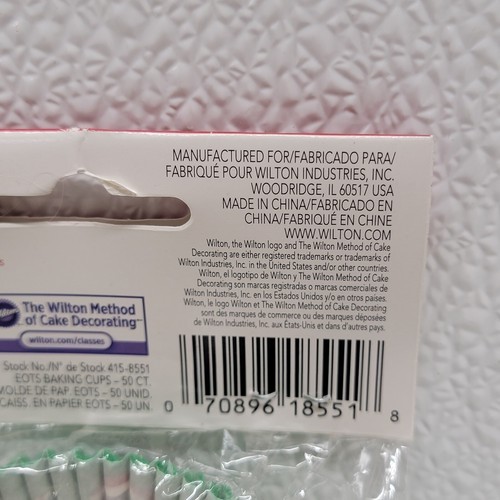 MANUFACTURED FOR/FABRICADO PARA/
FABRIQUÉ POUR WILTON INDUSTRIES, INC.
WOODRIDGE, IL 60517 USA
MADE IN CHINA/FABRICADO EN
CHINA/FABRIQUÉ EN CHINE
WWW.WILTON.COM
Wilton, the Wilton logo and The Wilton Method of Cake
Decorating are either registered trademarks or trademarks of
Wilton Industries, Inc. in the United States and/or other countries.
Wilton, el logotipo de Wilton y The Wilton Method of Cake
Decorating son marcas registradas o marcas comerciales de
Wilton Industries, Inc. en los Estados Unidos y/o en otros países.
Wilton, le logo Wilton et The Wilton Method of Cake Decorating
sont des marques de commerce ou des marques déposées
de Wilton Industries, Inc. aux États-Unis et dans d'autres pays.
The Wilton Method
of Cake Decorating™
wilton.com/classes
Stock No./N° de Stock 415-8551
EOTS BAKING CUPS – 50 CT.
MOLDE DE PAP. EOTS – 50 UNID.
CAISS. EN PAPIER EOTS – 50 UN.
0 70896 18551 8